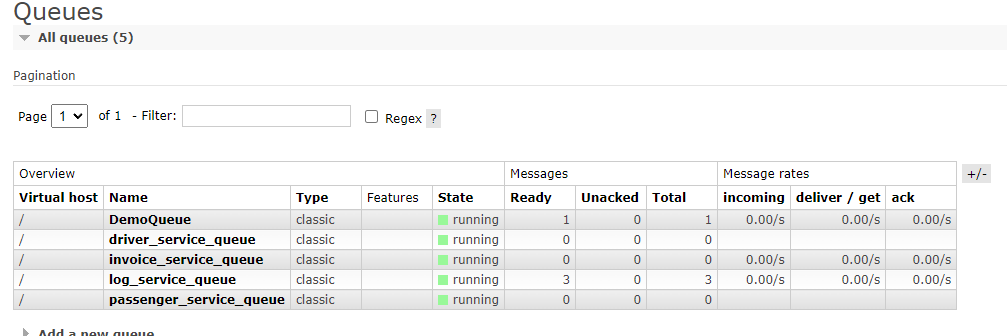 Queues
All queues (5)
Pagination
Page 1 of 1 - Filter: Regex ?
Overview Messages Message rates +/-
Virtual host Name Type Features State Ready Unacked Total incoming deliver / get ack
/ DemoQueue classic running 1 0 1 0.00/s 0.00/s 0.00/s
/ driver_service_queue classic running 0 0 0
/ invoice_service_queue classic running 0 0 0 0.00/s 0.00/s 0.00/s
/ log_service_queue classic running 3 0 3 0.00/s 0.00/s 0.00/s
/ passenger_service_queue classic running 0 0 0
Add a new queue